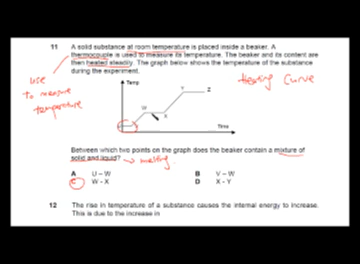 11 A solid substance at room temperature is placed inside a beaker. A
thermocouple is used to measure its temperature. The beaker and its content are
then heated steadily. The graph below shows the temperature of the substance
during the experiment.
use
to measure
temperature
Heating Curve
Temp
W
X
Y
Z
Time
Between which two points on the graph does the beaker contain a mixture of
solid and liquid? → melting
A U – W B V – W
C W - X D X - Y
12 The rise in temperature of a substance causes the internal energy to increase.
This is due to the increase in